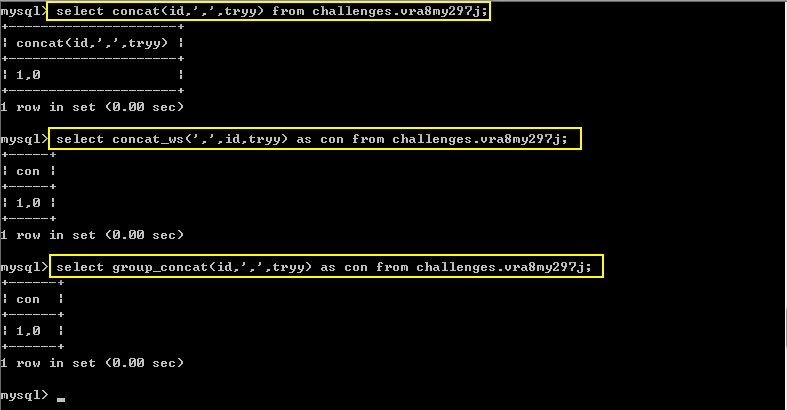 mysql> select concat(id,',',tryy) from challenges.vra8my297j;
+---------------------+
| concat(id,',',tryy) |
+---------------------+
| 1,0                 |
+---------------------+
1 row in set (0.00 sec)
mysql> select concat_ws(',',id,tryy) as con from challenges.vra8my297j;
+-----+
| con |
+-----+
| 1,0 |
+-----+
1 row in set (0.00 sec)
mysql> select group_concat(id,',',tryy) as con from challenges.vra8my297j;
+------+
| con  |
+------+
| 1,0  |
+------+
1 row in set (0.00 sec)
mysql> _